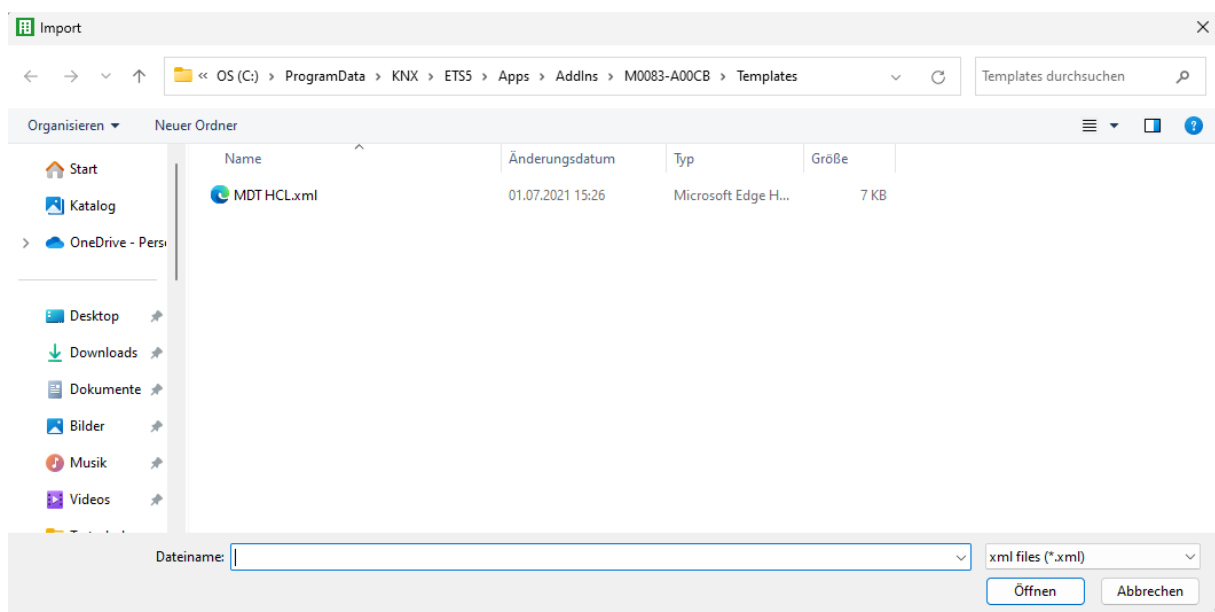 Import
« OS (C:) › ProgramData › KNX › ETS5 › Apps › AddIns › M0083-A00CB › Templates
Templates durchsuchen
Organisieren
Neuer Ordner
Start
Katalog
OneDrive - Pers
Desktop
Downloads
Dokumente
Bilder
Musik
Videos
Name Änderungsdatum Typ Größe
MDT HCL.xml 01.07.2021 15:26 Microsoft Edge H... 7 KB
Dateiname:
xml files (*.xml)
Öffnen
Abbrechen